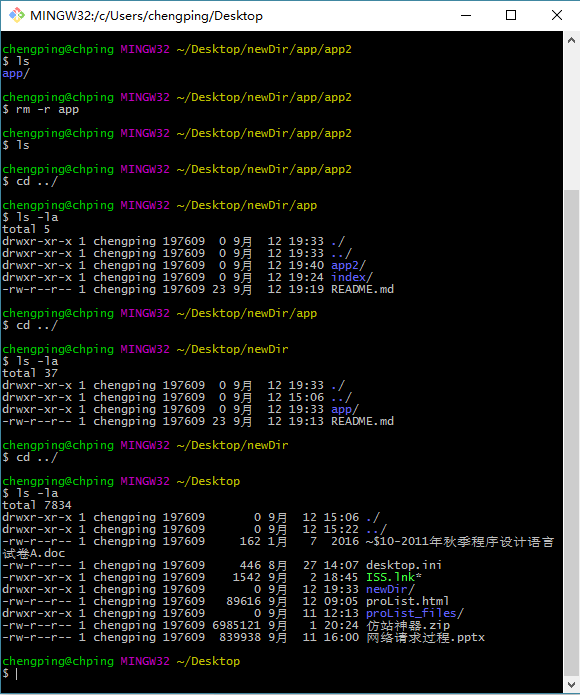 MINGW32:/c/Users/chengping/Desktop
chengping@chping MINGW32 ~/Desktop/newDir/app/app2
$ ls
app/
chengping@chping MINGW32 ~/Desktop/newDir/app/app2
$ rm -r app
chengping@chping MINGW32 ~/Desktop/newDir/app/app2
$ ls
chengping@chping MINGW32 ~/Desktop/newDir/app/app2
$ cd ../
chengping@chping MINGW32 ~/Desktop/newDir/app
$ ls -la
total 5
drwxr-xr-x 1 chengping 197609  0 9月  12 19:33 ./
drwxr-xr-x 1 chengping 197609  0 9月  12 19:33 ../
drwxr-xr-x 1 chengping 197609  0 9月  12 19:40 app2/
drwxr-xr-x 1 chengping 197609  0 9月  12 19:24 index/
-rw-r--r-- 1 chengping 197609 23 9月  12 19:19 README.md
chengping@chping MINGW32 ~/Desktop/newDir/app
$ cd ../
chengping@chping MINGW32 ~/Desktop/newDir
$ ls -la
total 37
drwxr-xr-x 1 chengping 197609  0 9月  12 19:33 ./
drwxr-xr-x 1 chengping 197609  0 9月  12 15:06 ../
drwxr-xr-x 1 chengping 197609  0 9月  12 19:33 app/
-rw-r--r-- 1 chengping 197609 23 9月  12 19:13 README.md
chengping@chping MINGW32 ~/Desktop/newDir
$ cd ../
chengping@chping MINGW32 ~/Desktop
$ ls -la
total 7834
drwxr-xr-x 1 chengping 197609       0 9月  12 15:06 ./
drwxr-xr-x 1 chengping 197609       0 9月  12 15:22 ../
-rw-r--r-- 1 chengping 197609     162 1月   7  2016 ~$10-2011年秋季程序设计语言
试卷A.doc
-rw-r--r-- 1 chengping 197609     446 8月  27 14:07 desktop.ini
-rwxr-xr-x 1 chengping 197609    1542 9月   2 18:45 ISS.lnk*
drwxr-xr-x 1 chengping 197609       0 9月  12 19:33 newDir/
-rw-r--r-- 1 chengping 197609   89616 9月  12 09:05 proList.html
drwxr-xr-x 1 chengping 197609       0 9月  11 12:13 proList_files/
-rw-r--r-- 1 chengping 197609 6985121 9月   1 20:24 仿站神器.zip
-rw-r--r-- 1 chengping 197609  839938 9月  11 16:00 网络请求过程.pptx
chengping@chping MINGW32 ~/Desktop
$